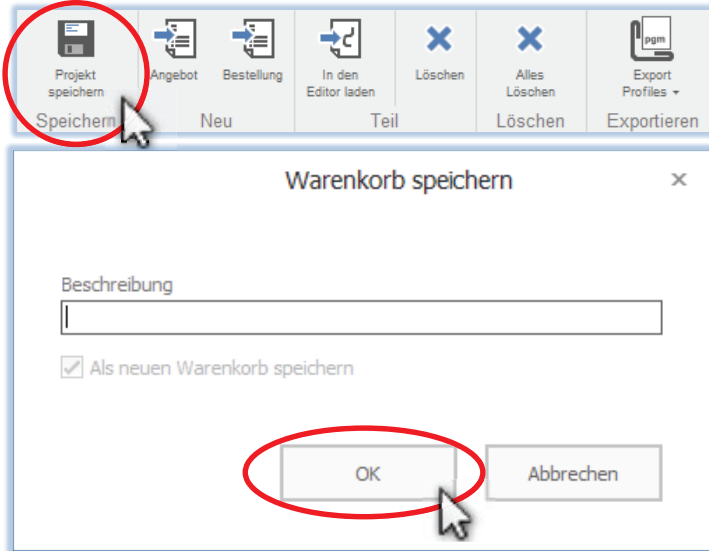 pgm
Projekt
speichern
Angebot
Bestellung
In den
Editor laden
Löschen
Alles
Löschen
Export
Profiles
Speichern
Neu
Teil
Löschen
Exportieren
Warenkorb speichern
Beschreibung
Als neuen Warenkorb speichern
OK
Abbrechen